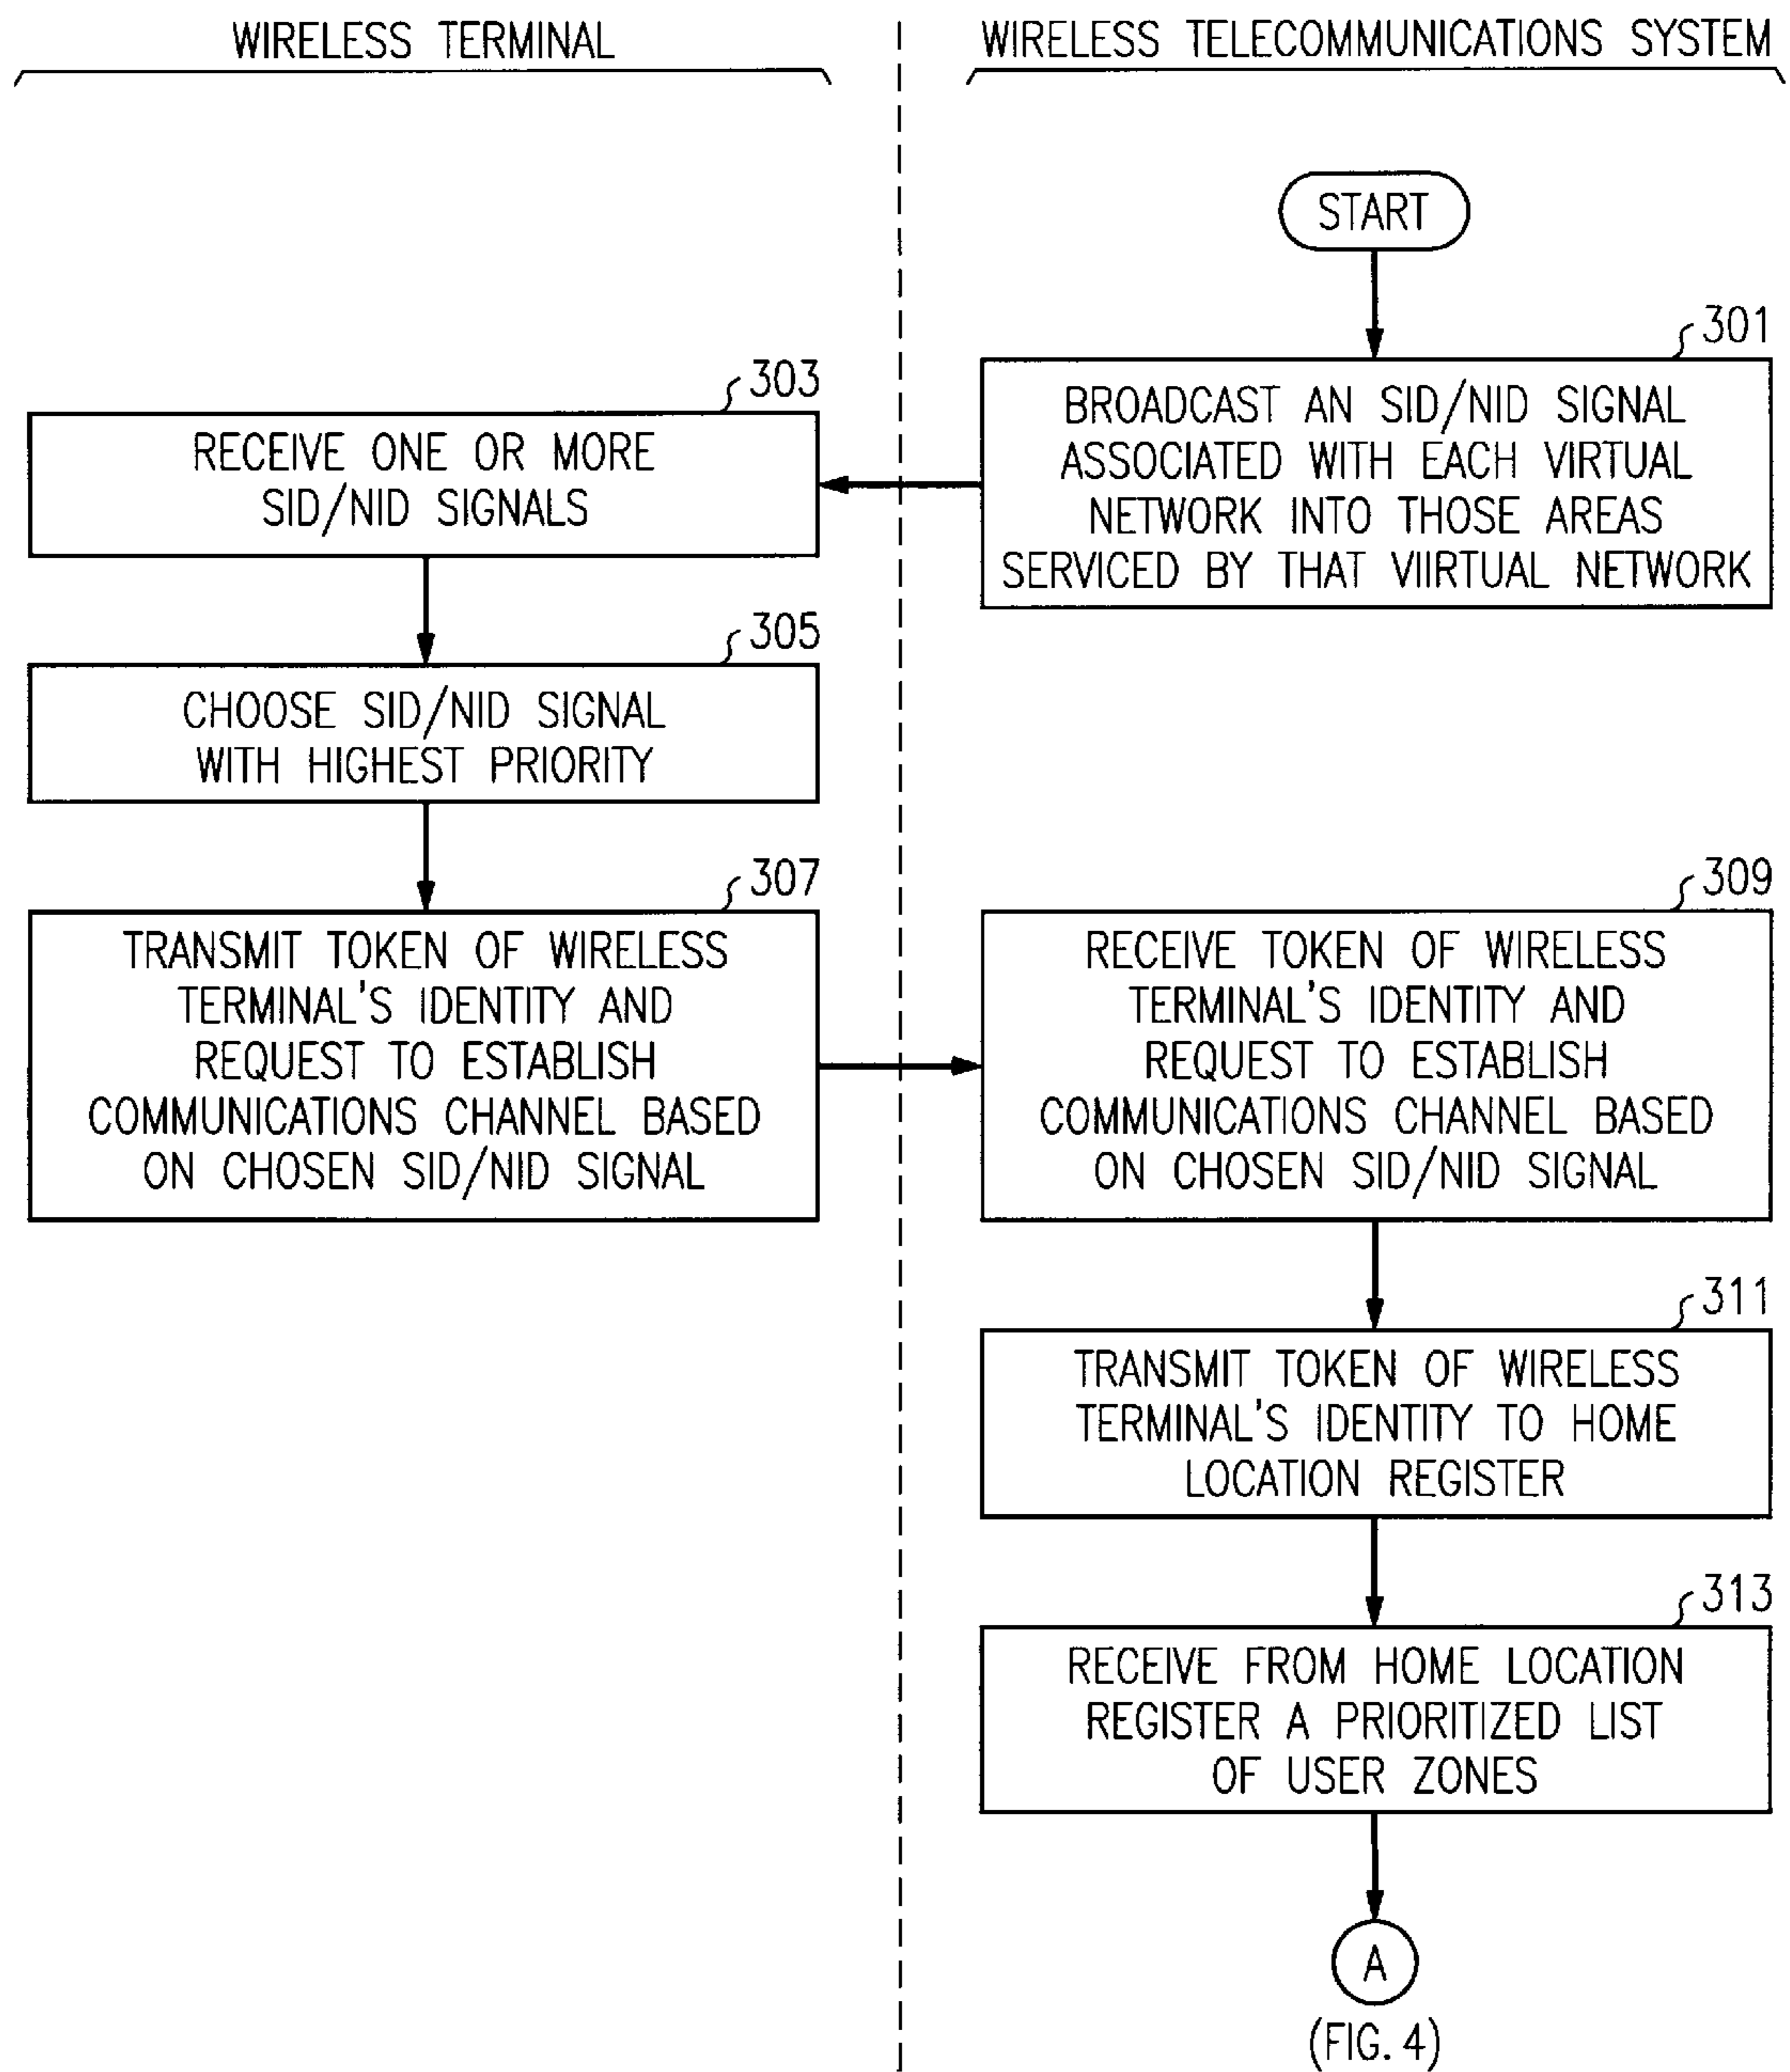 WIRELESS TERMINAL
WIRELESS TELECOMMUNICATIONS SYSTEM
START
301
BROADCAST AN SID/NID SIGNAL
ASSOCIATED WITH EACH VIRTUAL
NETWORK INTO THOSE AREAS
SERVICED BY THAT VIIRTUAL NETWORK
303
RECEIVE ONE OR MORE
SID/NID SIGNALS
305
CHOOSE SID/NID SIGNAL
WITH HIGHEST PRIORITY
307
TRANSMIT TOKEN OF WIRELESS
TERMINAL'S IDENTITY AND
REQUEST TO ESTABLISH
COMMUNICATIONS CHANNEL BASED
ON CHOSEN SID/NID SIGNAL
309
RECEIVE TOKEN OF WIRELESS
TERMINAL'S IDENTITY AND
REQUEST TO ESTABLISH
COMMUNICATIONS CHANNEL BASED
ON CHOSEN SID/NID SIGNAL
311
TRANSMIT TOKEN OF WIRELESS
TERMINAL'S IDENTITY TO HOME
LOCATION REGISTER
313
RECEIVE FROM HOME LOCATION
REGISTER A PRIORITIZED LIST
OF USER ZONES
A
(FIG. 4)